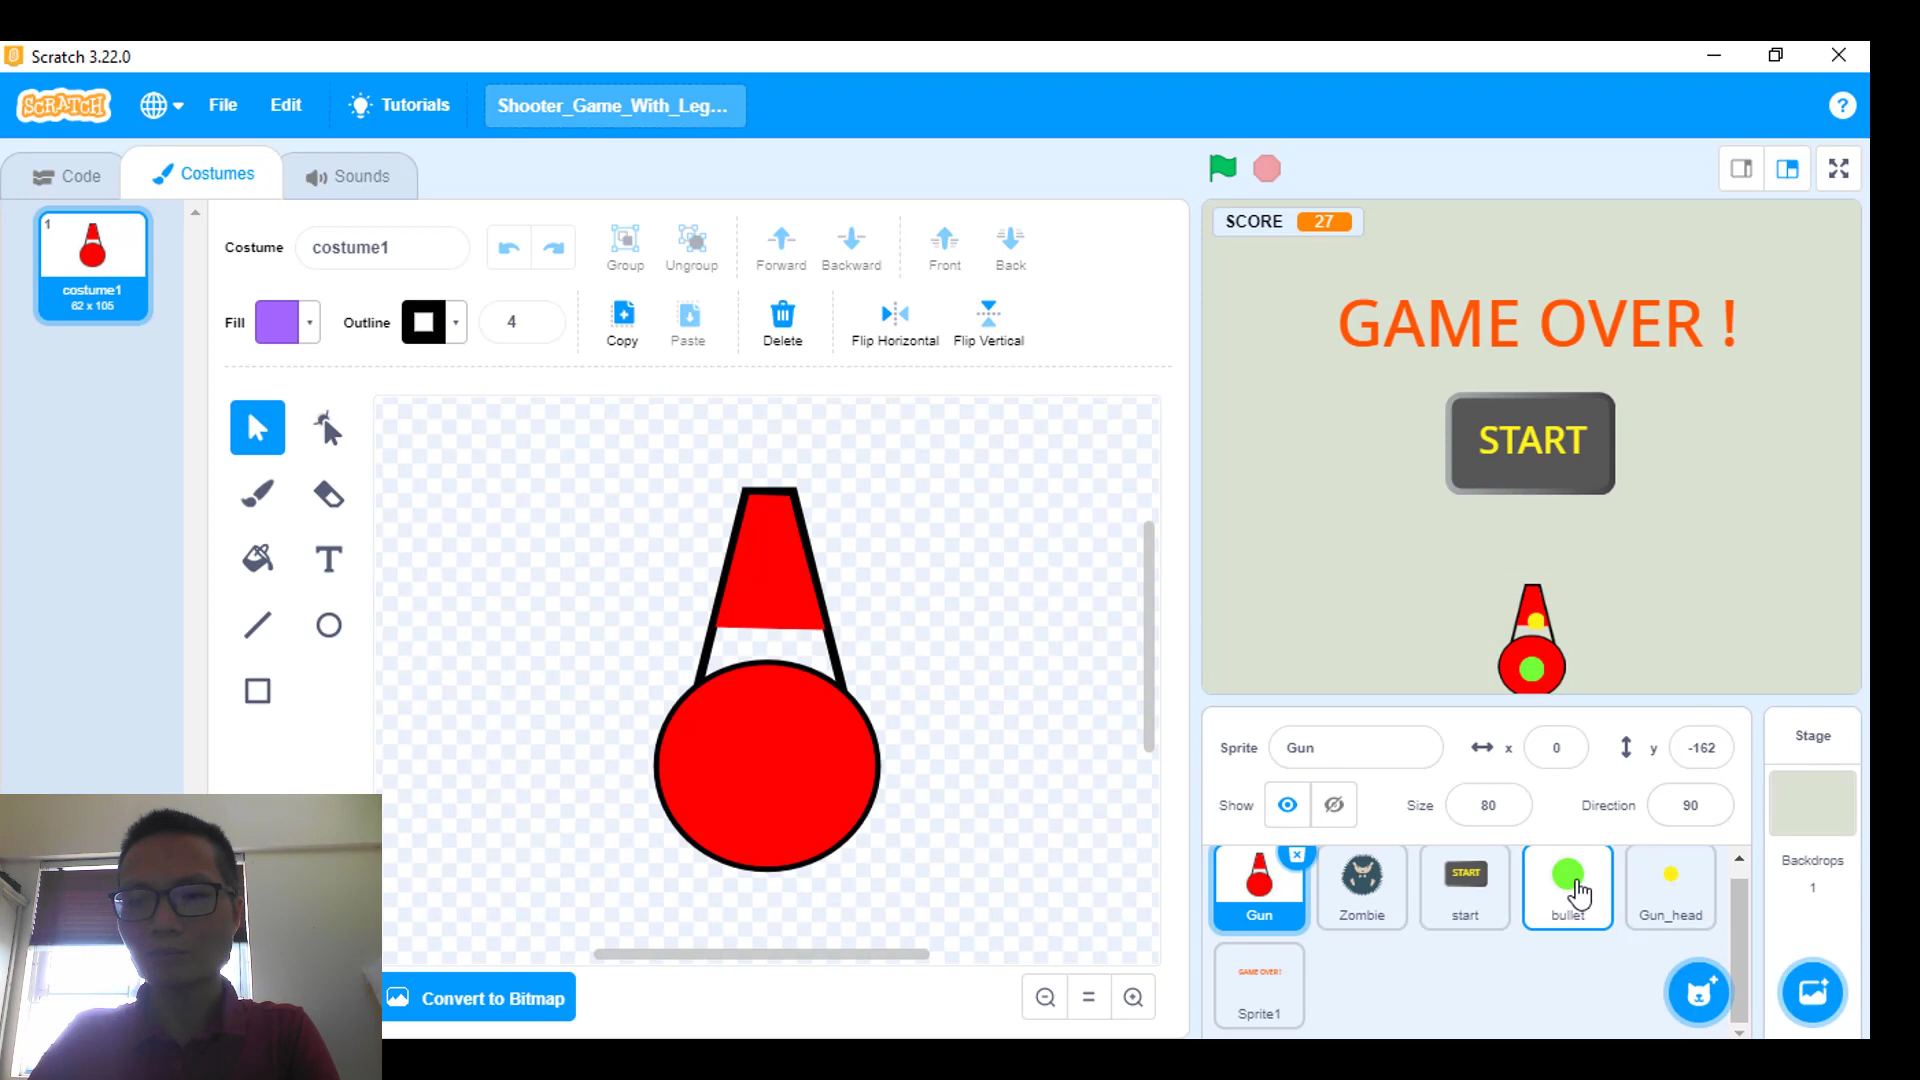 Scratch 3.22.0
SCRATCH
File
Edit
Tutorials
Shooter_Game_With_Leg...
?
Code
Costumes
Sounds
1
costume1
62 x 105
Costume
costume1
Group
Ungroup
Forward
Backward
Front
Back
Fill
Outline
4
Copy
Paste
Delete
Flip Horizontal
Flip Vertical
T
Convert to Bitmap
SCORE 27
GAME OVER !
START
Sprite
Gun
x
0
y
-162
Show
Size
80
Direction
90
Gun
Zombie
START
start
bullet
Gun_head
GAME OVER !
Sprite1
Stage
Backdrops
1